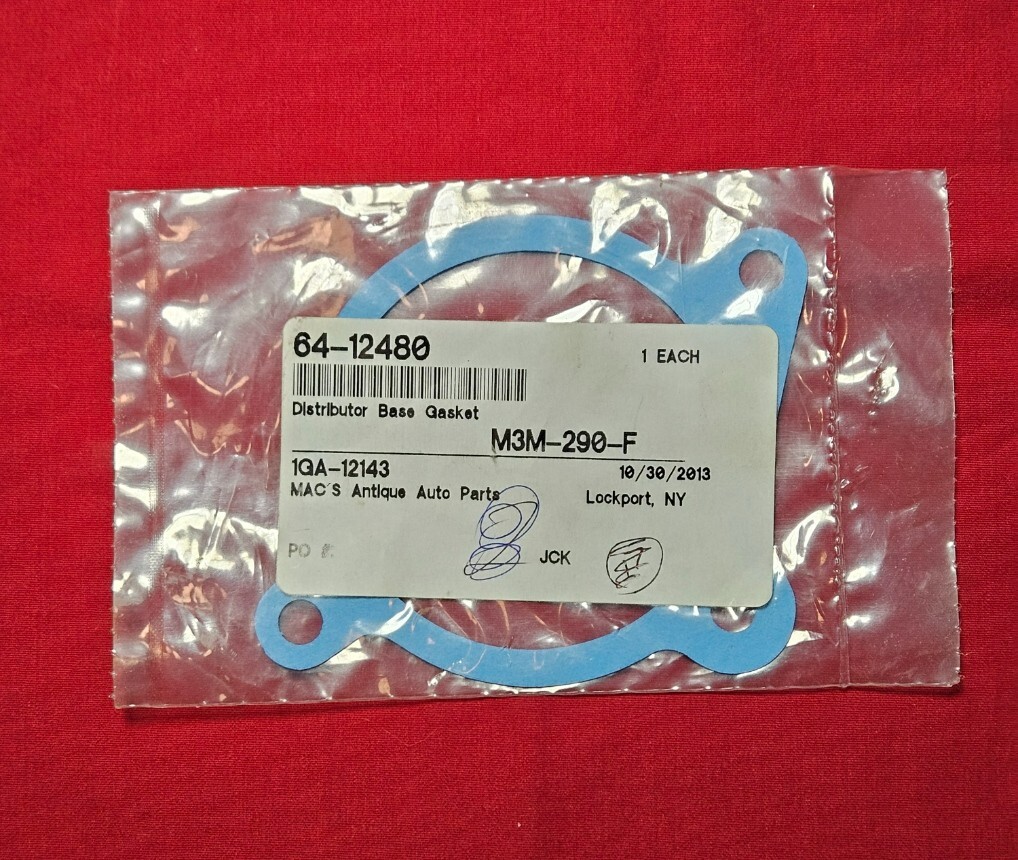 64-12480
1 EACH
Distributor Base Gasket
M3M-290-F
1GA-12143
10/30/2013
MAC'S Antique Auto Parts
Lockport, NY
PO #:
JCK